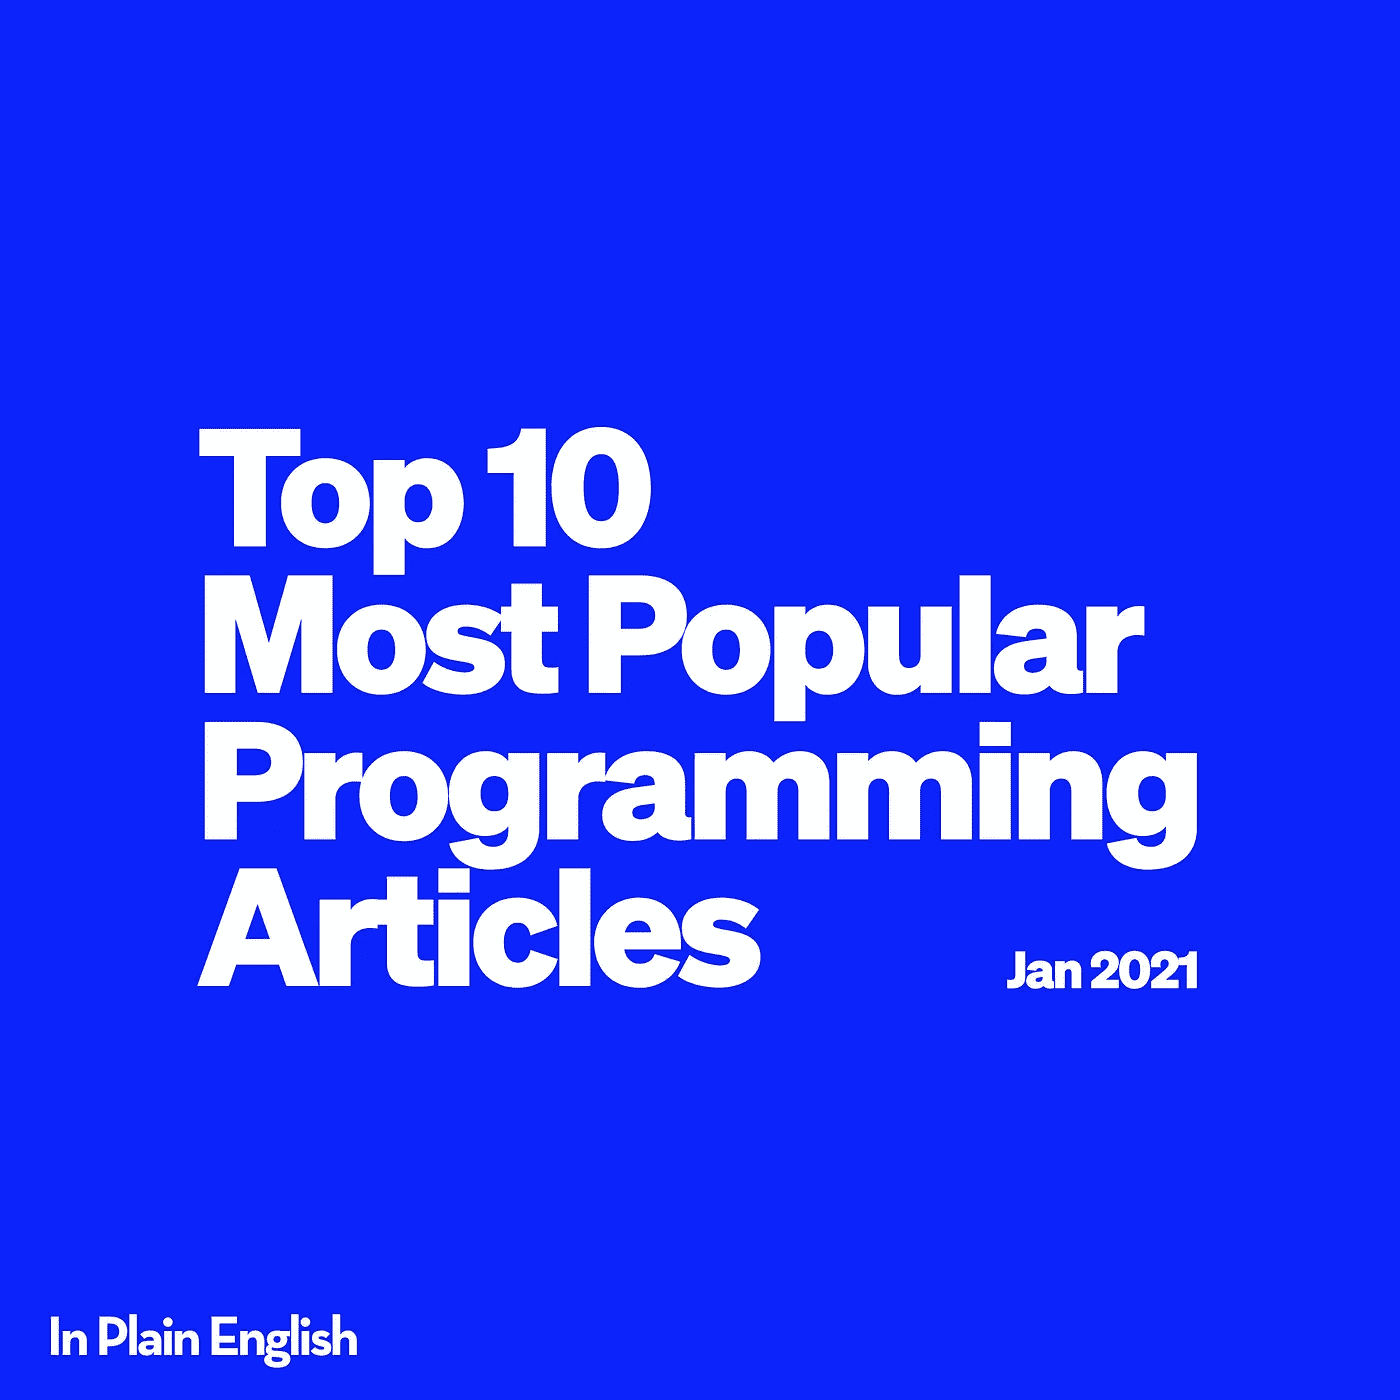 Top 10
Most Popular
Programming
Articles
Jan 2021
In Plain English